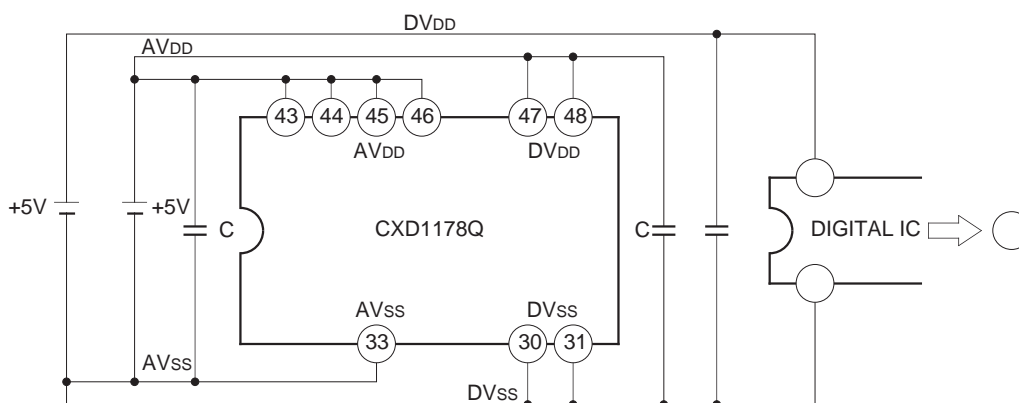 DVDD
AVDD
43 44 45 46 47 48
AVDD DVDD
+5V +5V C CXD1178Q C DIGITAL IC
AVSS DVSS
33 30 31
AVSS
DVSS